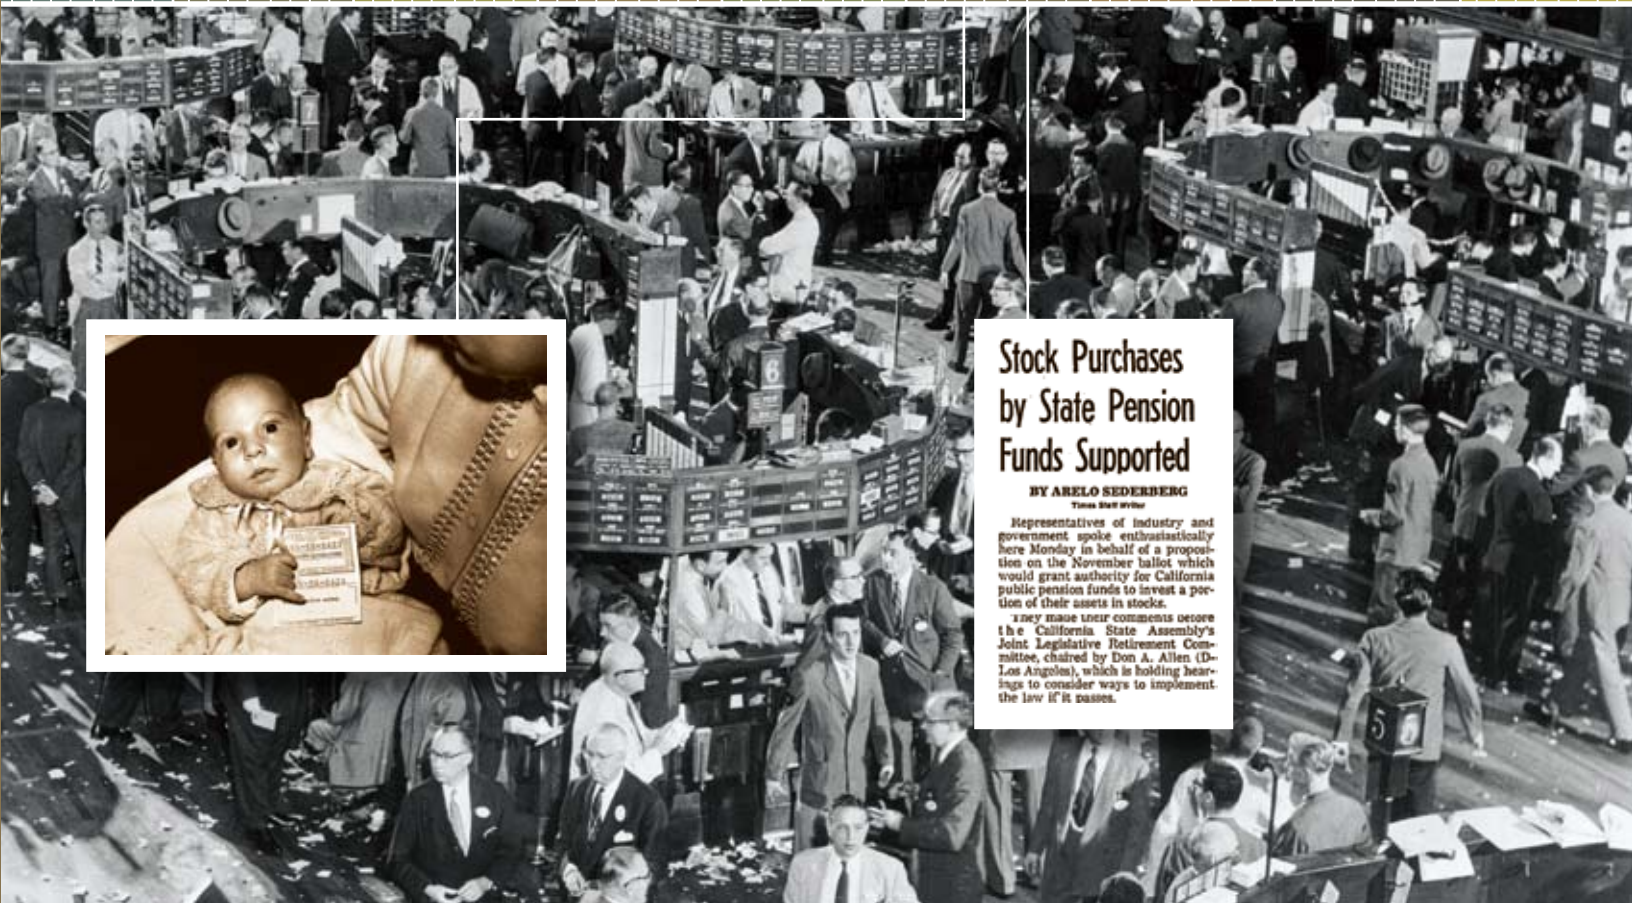 Stock Purchases
by State Pension
Funds Supported
BY ARELO SEDERBERG
Times Staff Writer
Representatives of industry and
government spoke enthusiastically
here Monday in behalf of a proposi-
tion on the November ballot which
would grant authority for California
public pension funds to invest a por-
tion of their assets in stocks.
They made their comments before
the California State Assembly's
Joint Legislative Retirement Com-
mittee, chaired by Don A. Allen (D-
Los Angeles), which is holding hear-
ings to consider ways to implement
the law if it passes.
6
5 6